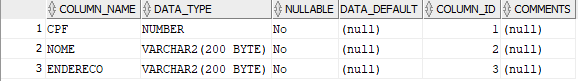 COLUMN_NAME DATA_TYPE NULLABLE DATA_DEFAULT COLUMN_ID COMMENTS
1 CPF NUMBER No (null) 1 (null)
2 NOME VARCHAR2(200 BYTE) No (null) 2 (null)
3 ENDERECO VARCHAR2(200 BYTE) No (null) 3 (null)